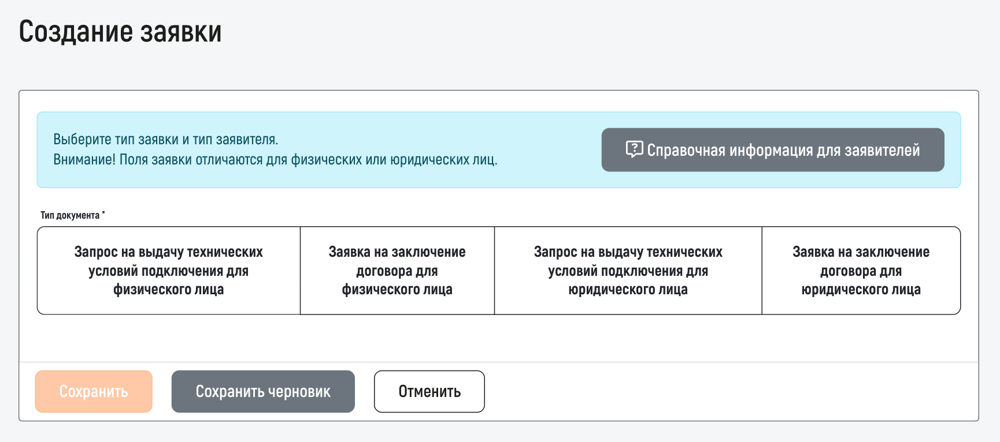 Создание заявки
Выберите тип заявки и тип заявителя.
Внимание! Поля заявки отличаются для физических или юридических лиц.
Справочная информация для заявителей
Тип документа *
Запрос на выдачу технических
условий подключения для
физического лица
Заявка на заключение
договора для
физического лица
Запрос на выдачу технических
условий подключения для
юридического лица
Заявка на заключение
договора для
юридического лица
Сохранить
Сохранить черновик
Отменить